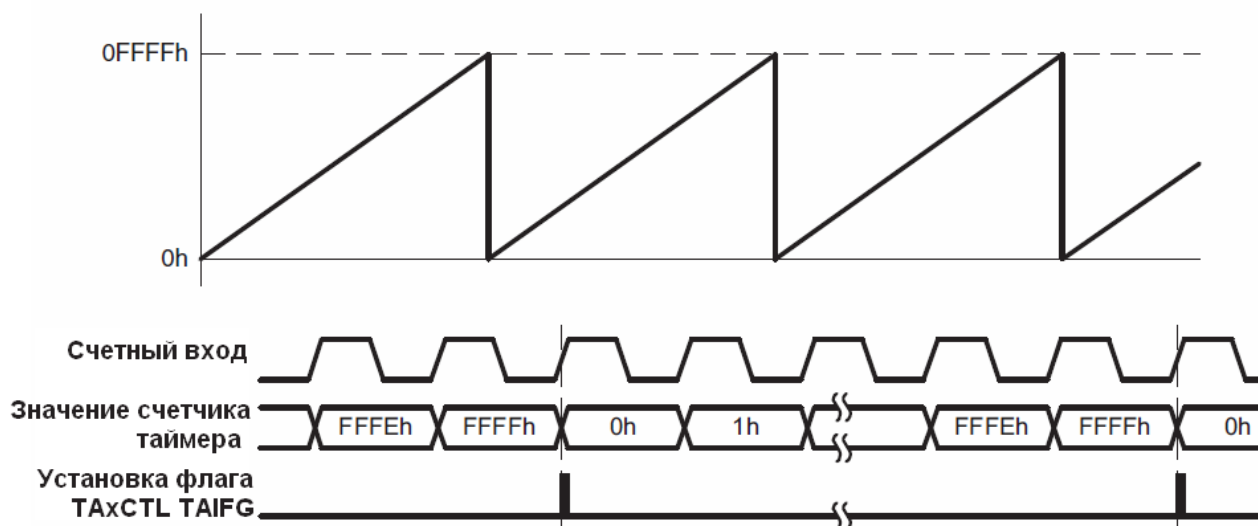 0FFFFh
0h
Счетный вход
Значение счетчика
таймера
FFFEh FFFFh 0h 1h FFFEh FFFFh 0h
Установка флага
TAxCTL TAIFG